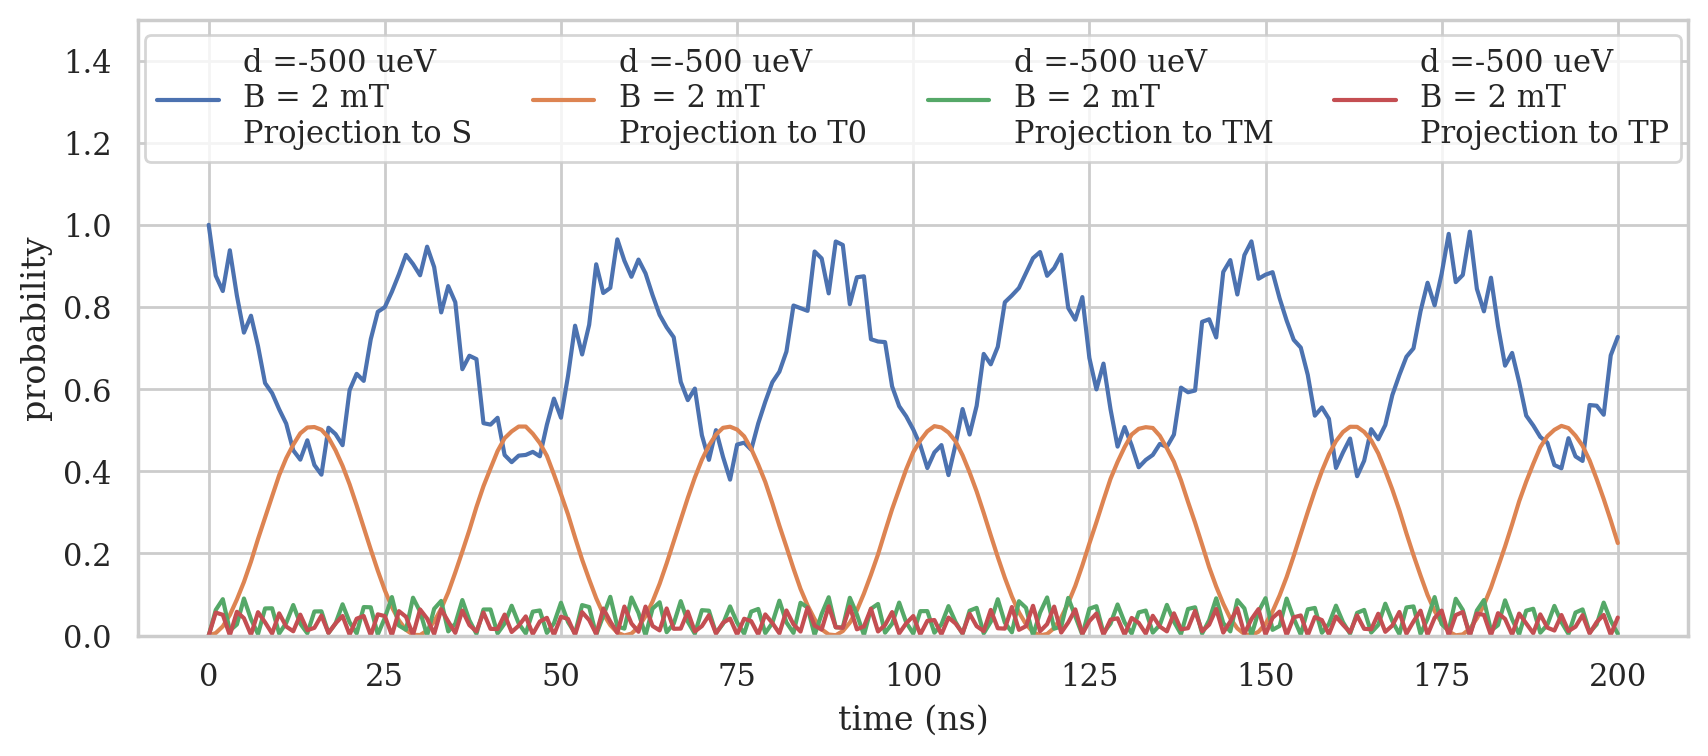 d =-500 ueV
B = 2 mT
Projection to S
d =-500 ueV
B = 2 mT
Projection to T0
d =-500 ueV
B = 2 mT
Projection to TM
d =-500 ueV
B = 2 mT
Projection to TP
probability
1.4
1.2
1.0
0.8
0.6
0.4
0.2
0.0
0 25 50 75 100 125 150 175 200
time (ns)